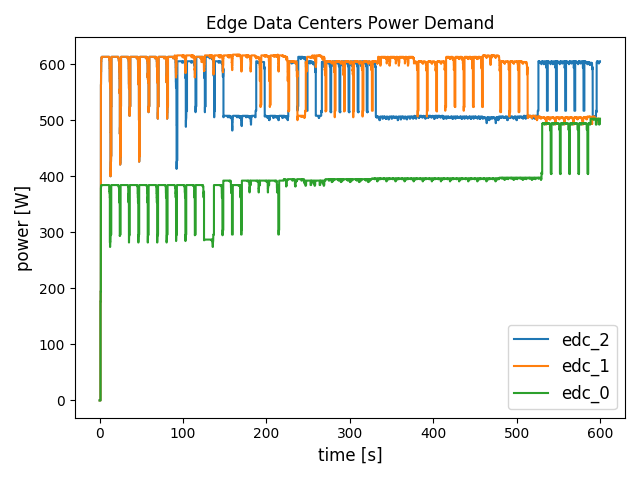 Edge Data Centers Power Demand
power [W]
600
500
400
300
200
100
0
edc_2
edc_1
edc_0
0 100 200 300 400 500 600
time [s]